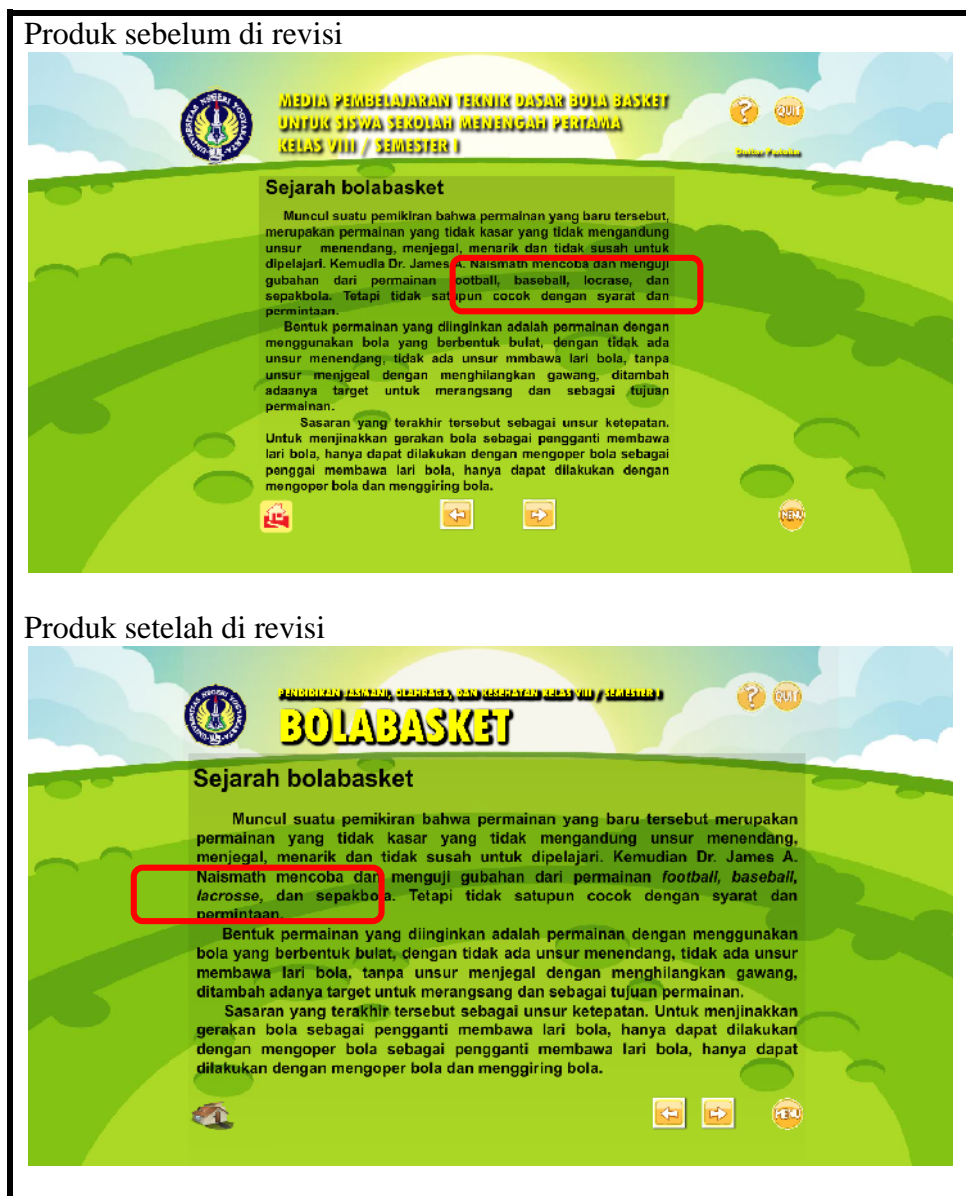 Produk sebelum di revisi
MEDIA PEMBELAJARAN TEKNIK DASAR BOLA BASKET
UNTUK SISWA SEKOLAH MENENGAH PERTAMA
KELAS VIII / SEMESTER I
? QUIT
Daftar Pustaka
Sejarah bolabasket
Muncul suatu pemikiran bahwa permainan yang baru tersebut,
merupakan permainan yang tidak kasar yang tidak mengandung
unsur menendang, menjegal, menarik dan tidak susah untuk
dipelajari. Kemudia Dr. James A. Naismath mencoba dan menguji
gubahan dari permainan football, baseball, locrase, dan
sepakbola. Tetapi tidak satupun cocok dengan syarat dan
permintaan.
Bentuk permainan yang diinginkan adalah permainan dengan
menggunakan bola yang berbentuk bulat, dengan tidak ada
unsur menendang, tidak ada unsur mmbawa lari bola, tanpa
unsur menjgeal dengan menghilangkan gawang, ditambah
adaanya target untuk merangsang dan sebagai tujuan
permainan.
Sasaran yang terakhir tersebut sebagai unsur ketepatan.
Untuk menjinakkan gerakan bola sebagai pengganti membawa
lari bola, hanya dapat dilakukan dengan mengoper bola sebagai
penggai membawa lari bola, hanya dapat dilakukan dengan
mengoper bola dan menggiring bola.
MENU
Produk setelah di revisi
PENDIDIKAN JASMANI, OLAHRAGA, DAN KESEHATAN KELAS VIII / SEMESTER I
BOLABASKET
? QUIT
Sejarah bolabasket
Muncul suatu pemikiran bahwa permainan yang baru tersebut merupakan
permainan yang tidak kasar yang tidak mengandung unsur menendang,
menjegal, menarik dan tidak susah untuk dipelajari. Kemudian Dr. James A.
Naismath mencoba dan menguji gubahan dari permainan football, baseball,
lacrosse, dan sepakbola. Tetapi tidak satupun cocok dengan syarat dan
permintaan.
Bentuk permainan yang diinginkan adalah permainan dengan menggunakan
bola yang berbentuk bulat, dengan tidak ada unsur menendang, tidak ada unsur
membawa lari bola, tanpa unsur menjegal dengan menghilangkan gawang,
ditambah adanya target untuk merangsang dan sebagai tujuan permainan.
Sasaran yang terakhir tersebut sebagai unsur ketepatan. Untuk menjinakkan
gerakan bola sebagai pengganti membawa lari bola, hanya dapat dilakukan
dengan mengoper bola sebagai pengganti membawa lari bola, hanya dapat
dilakukan dengan mengoper bola dan menggiring bola.
MENU